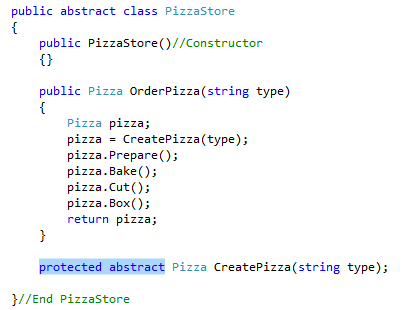 public abstract class PizzaStore
{
public PizzaStore()//Constructor
{}
public Pizza OrderPizza(string type)
{
Pizza pizza;
pizza = CreatePizza(type);
pizza.Prepare();
pizza.Bake();
pizza.Cut();
pizza.Box();
return pizza;
}
protected abstract Pizza CreatePizza(string type);
}//End PizzaStore